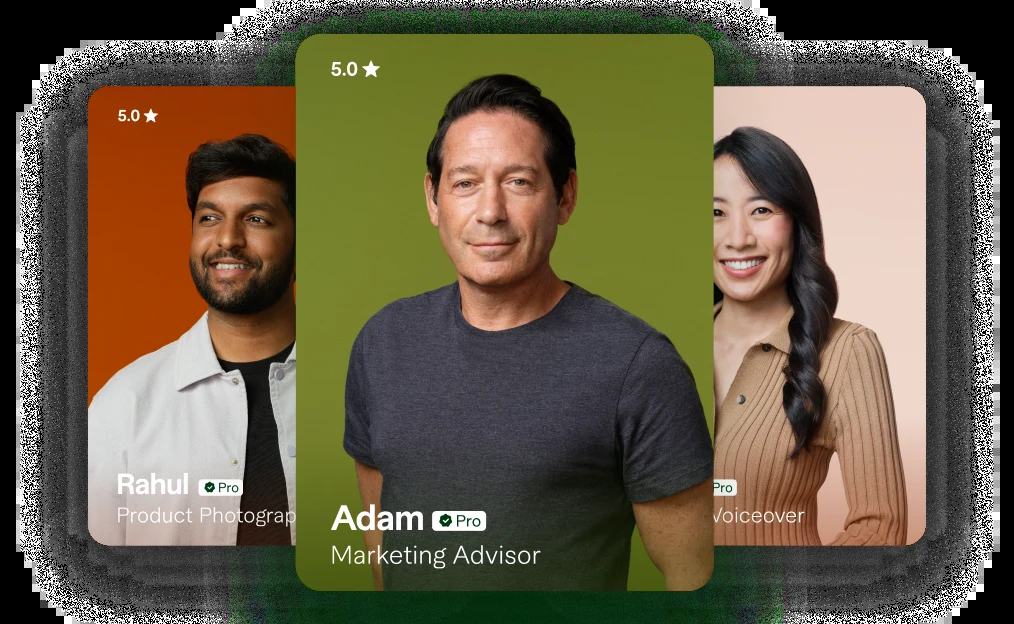 5.0
Rahul Pro
Product Photograp
5.0
Adam Pro
Marketing Advisor
Pro
Voiceover